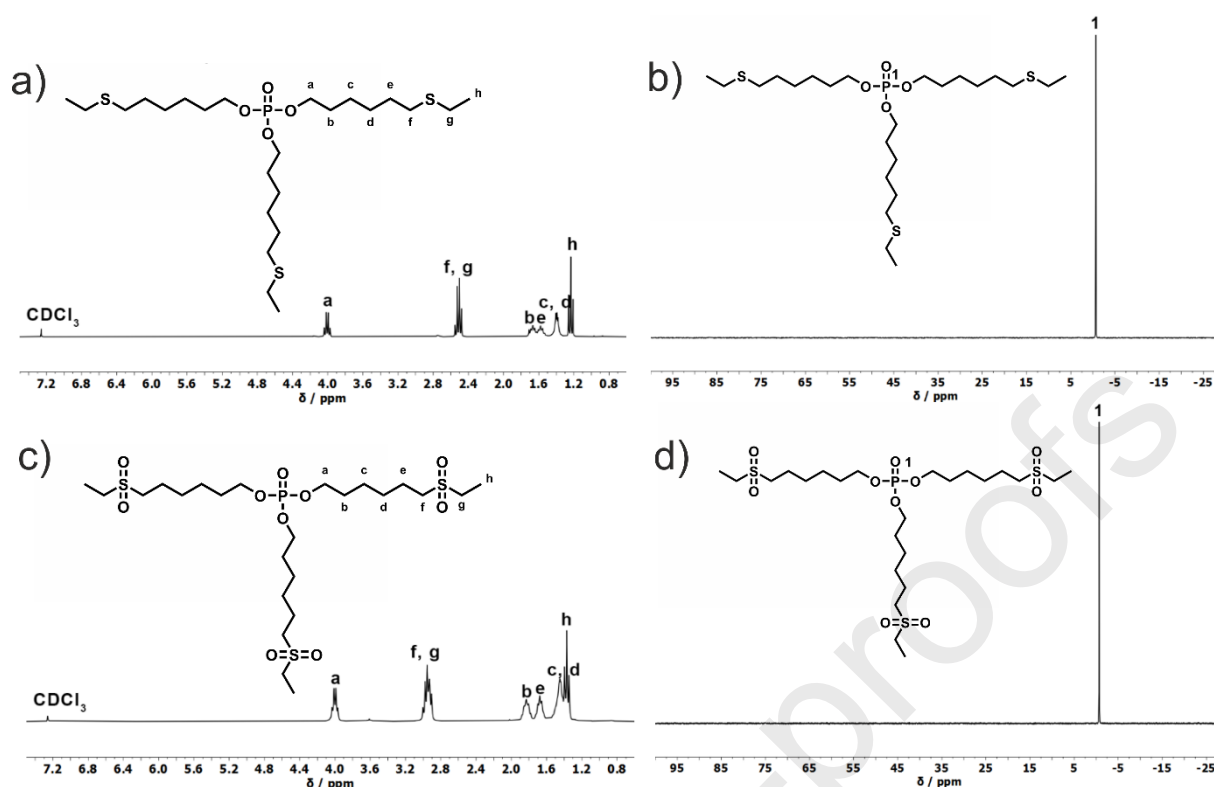 a)
S
O
O
P
O
O
S
S
a c e h
b d f g
CDCl3
a
f, g
b e
c, d
h
7.2 6.8 6.4 6.0 5.6 5.2 4.8 4.4 4.0 3.6 3.2 2.8 2.4 2.0 1.6 1.2 0.8
δ / ppm
b)
1
S
O 1
O
P
O
O
S
S
1
95 85 75 65 55 45 35 25 15 5 -5 -15 -25
δ / ppm
c)
O
S
O
O
O
P
O
O
O
S
O
O
S
O
a c e h
b d f g
CDCl3
a
f, g
b e
c, d
h
7.2 6.8 6.4 6.0 5.6 5.2 4.8 4.4 4.0 3.6 3.2 2.8 2.4 2.0 1.6 1.2 0.8
δ / ppm
d)
1
O
S
O
O 1
O
P
O
O
O
S
O
O
S
O
95 85 75 65 55 45 35 25 15 5 -5 -15 -25
δ / ppm
proofs